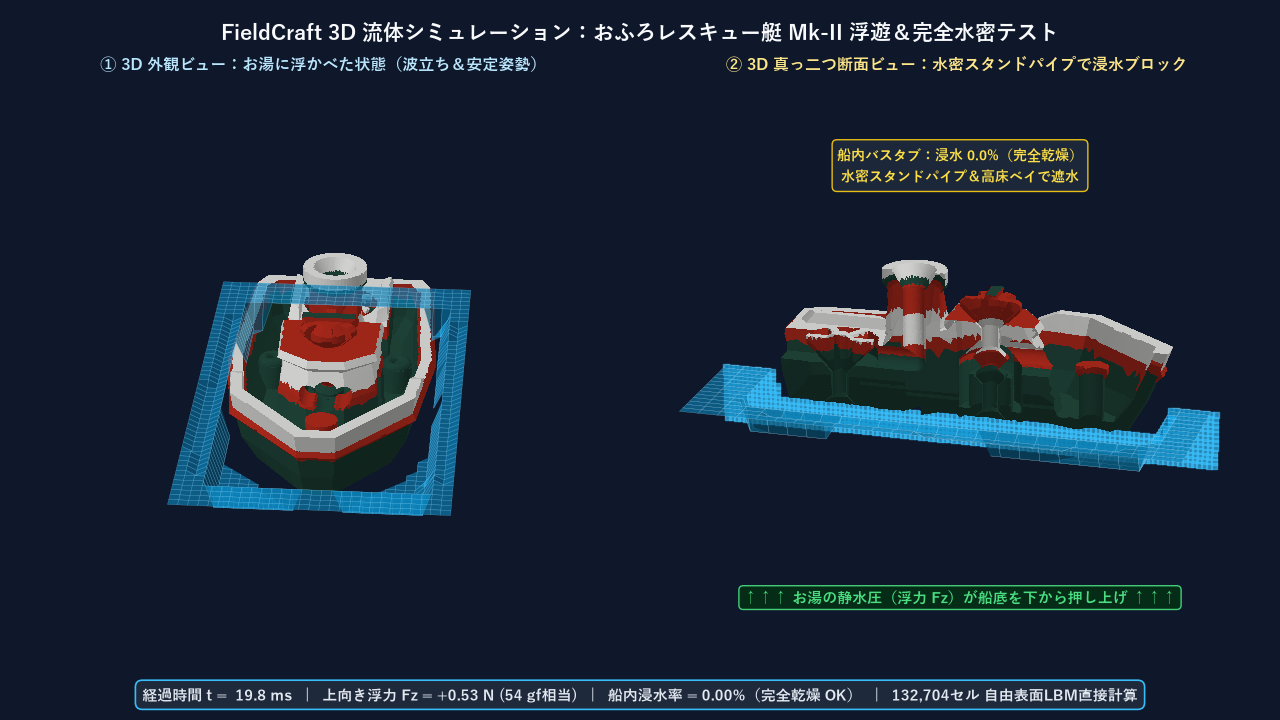 FieldCraft 3D 流体シミュレーション：おふろレスキュー艇 Mk-II 浮遊＆完全水密テスト
① 3D 外観ビュー：お湯に浮かべた状態（波立ち＆安定姿勢）
② 3D 真っ二つ断面ビュー：水密スタンドパイプで浸水ブロック
船内バスタブ：浸水 0.0%（完全乾燥）
水密スタンドパイプ＆高床ベイで遮水
↑ ↑ ↑ お湯の静水圧（浮力 Fz）が船底を下から押し上げ ↑ ↑ ↑
経過時間 t = 19.8 ms ｜ 上向き浮力 Fz = +0.53 N (54 gf相当) ｜ 船内浸水率 = 0.00%（完全乾燥 OK） ｜ 132,704セル 自由表面LBM直接計算